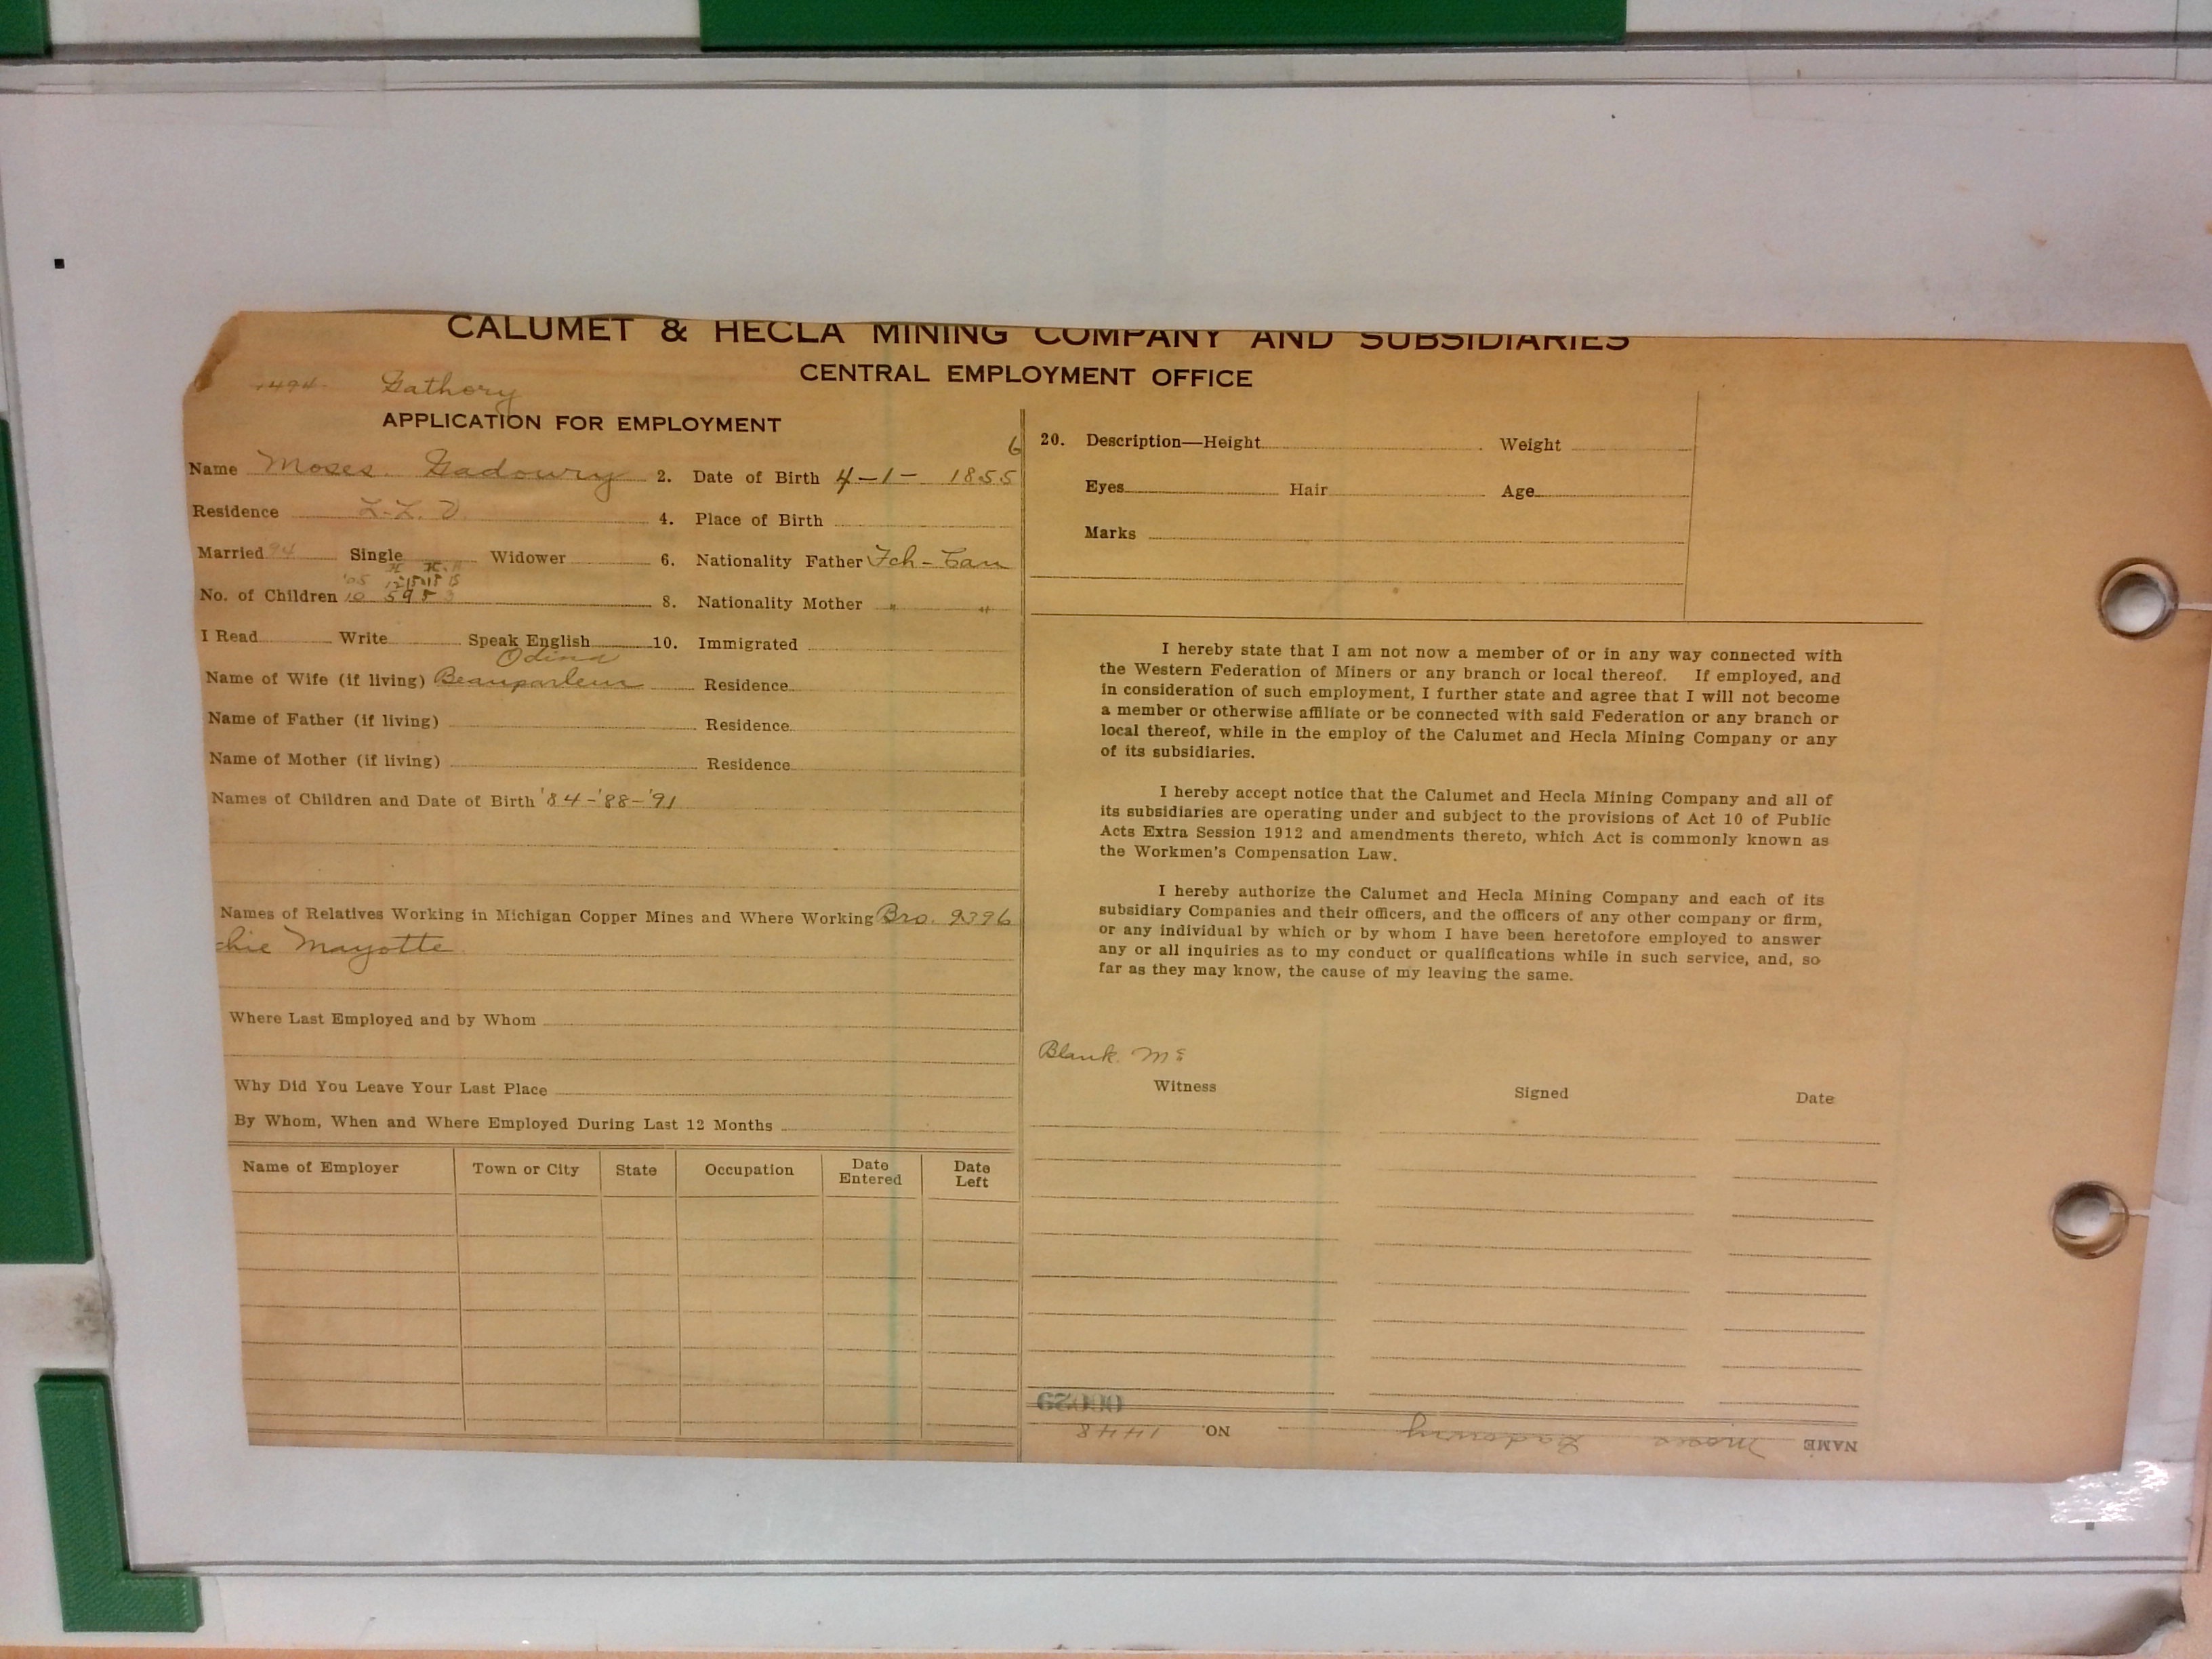 CALUMET & HECLA MINING COMPANY AND SUBSIDIARIES
CENTRAL EMPLOYMENT OFFICE
Gathory
APPLICATION FOR EMPLOYMENT
Name Moses Gadoury 2. Date of Birth 4-1- 1855 6
Residence L.L. 4. Place of Birth
Married 94 Single Widower 6. Nationality Father Fch-Can
No. of Children 10 8. Nationality Mother " "
I Read Write Speak English 10. Immigrated
Odina
Name of Wife (if living) Beauparleur Residence
Name of Father (if living) Residence
Name of Mother (if living) Residence
Names of Children and Date of Birth '84-'88-'91
Names of Relatives Working in Michigan Copper Mines and Where Working Bro. 9396
chie Mayotte
Where Last Employed and by Whom
Why Did You Leave Your Last Place
By Whom, When and Where Employed During Last 12 Months
Name of Employer Town or City State Occupation Date Entered Date Left
20. Description—Height Weight
Eyes Hair Age
Marks
I hereby state that I am not now a member of or in any way connected with
the Western Federation of Miners or any branch or local thereof. If employed, and
in consideration of such employment, I further state and agree that I will not become
a member or otherwise affiliate or be connected with said Federation or any branch or
local thereof, while in the employ of the Calumet and Hecla Mining Company or any
of its subsidiaries.
I hereby accept notice that the Calumet and Hecla Mining Company and all of
its subsidiaries are operating under and subject to the provisions of Act 10 of Public
Acts Extra Session 1912 and amendments thereto, which Act is commonly known as
the Workmen's Compensation Law.
I hereby authorize the Calumet and Hecla Mining Company and each of its
subsidiary Companies and their officers, and the officers of any other company or firm,
or any individual by which or by whom I have been heretofore employed to answer
any or all inquiries as to my conduct or qualifications while in such service, and, so
far as they may know, the cause of my leaving the same.
Blank.
Witness Signed Date
00029
NAME Moses Gadoury NO. 1448